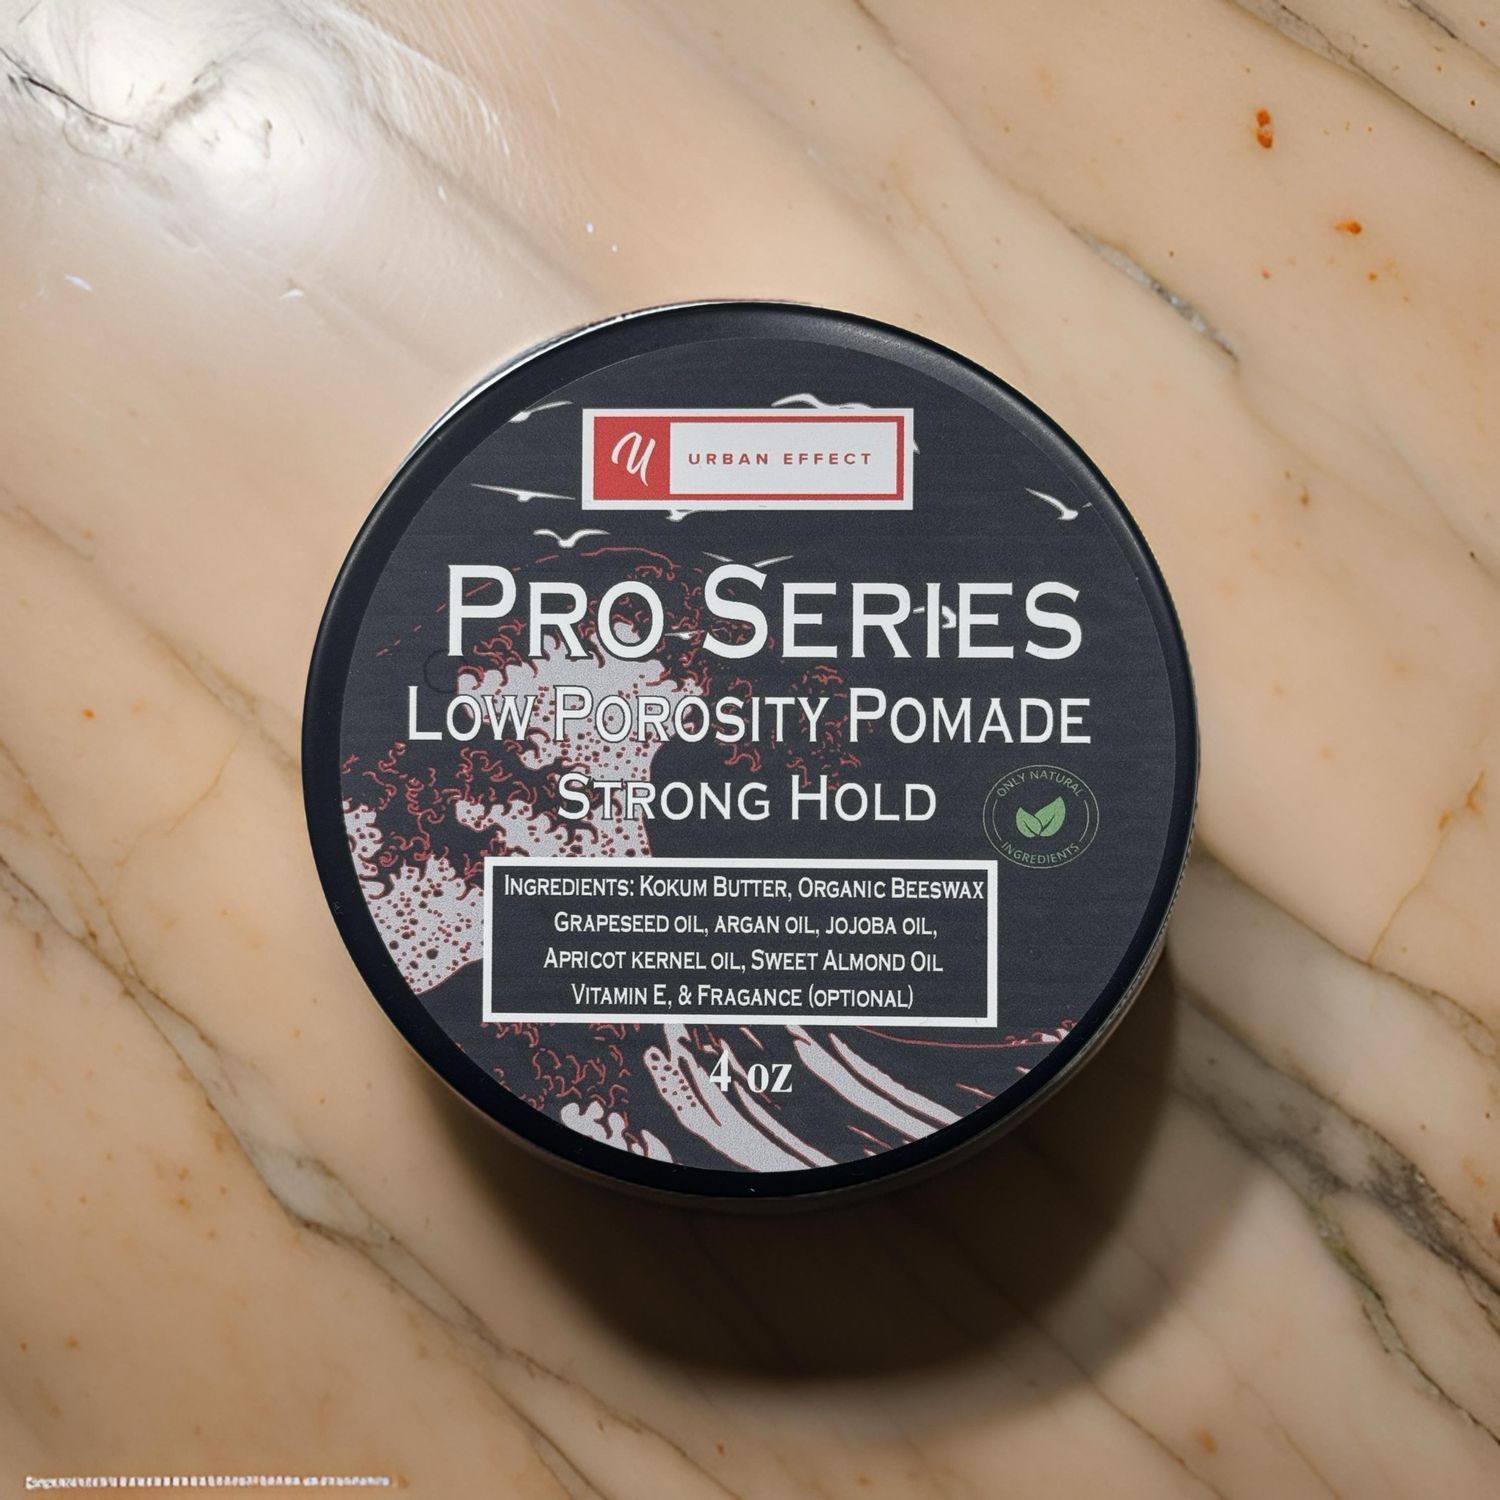 U URBAN EFFECT
PRO SERIES
LOW POROSITY POMADE
STRONG HOLD
ONLY NATURAL
INGREDIENTS
INGREDIENTS: KOKUM BUTTER, ORGANIC BEESWAX
GRAPESEED OIL, ARGAN OIL, JOJOBA OIL,
APRICOT KERNEL OIL, SWEET ALMOND OIL
VITAMIN E, & FRAGANCE (OPTIONAL)
4 oz